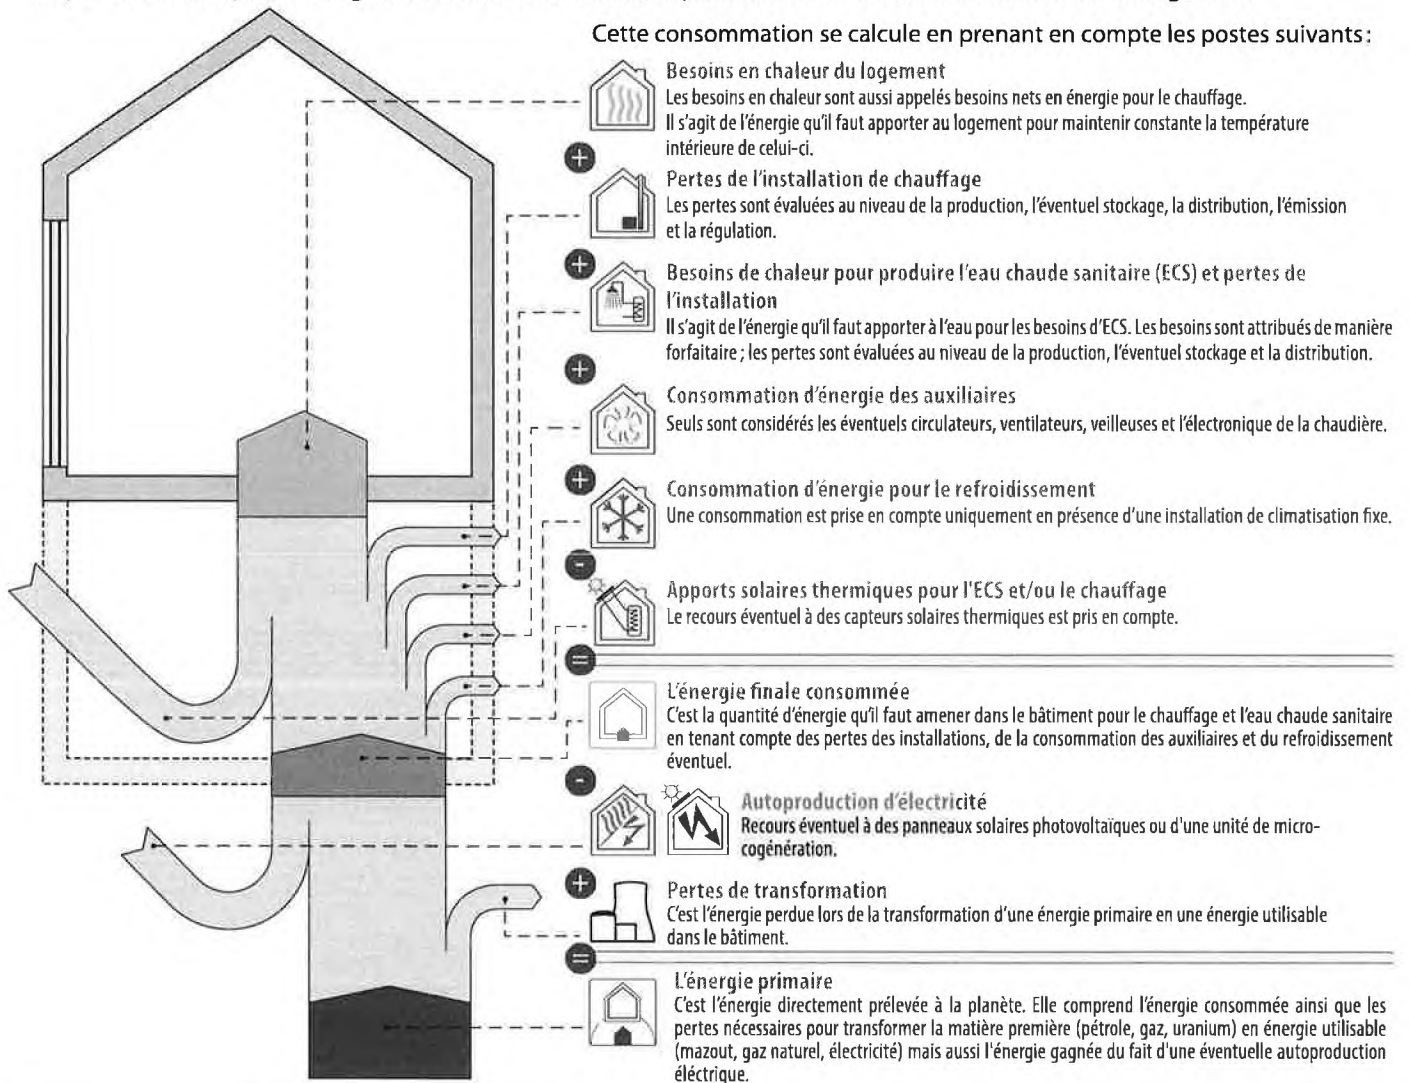 Cette consommation se calcule en prenant en compte les postes suivants :
Besoins en chaleur du logement
Les besoins en chaleur sont aussi appelés besoins nets en énergie pour le chauffage.
Il s'agit de l'énergie qu'il faut apporter au logement pour maintenir constante la température
intérieure de celui-ci.
+
Pertes de l'installation de chauffage
Les pertes sont évaluées au niveau de la production, l'éventuel stockage, la distribution, l'émission
et la régulation.
+
Besoins de chaleur pour produire l'eau chaude sanitaire (ECS) et pertes de
l'installation
Il s'agit de l'énergie qu'il faut apporter à l'eau pour les besoins d'ECS. Les besoins sont attribués de manière
forfaitaire ; les pertes sont évaluées au niveau de la production, l'éventuel stockage et la distribution.
+
Consommation d'énergie des auxiliaires
Seuls sont considérés les éventuels circulateurs, ventilateurs, veilleuses et l'électronique de la chaudière.
+
Consommation d'énergie pour le refroidissement
Une consommation est prise en compte uniquement en présence d'une installation de climatisation fixe.
-
Apports solaires thermiques pour l'ECS et/ou le chauffage
Le recours éventuel à des capteurs solaires thermiques est pris en compte.
=
L'énergie finale consommée
C'est la quantité d'énergie qu'il faut amener dans le bâtiment pour le chauffage et l'eau chaude sanitaire
en tenant compte des pertes des installations, de la consommation des auxiliaires et du refroidissement
éventuel.
-
Autoproduction d'électricité
Recours éventuel à des panneaux solaires photovoltaïques ou d'une unité de micro-
cogénération.
+
Pertes de transformation
C'est l'énergie perdue lors de la transformation d'une énergie primaire en une énergie utilisable
dans le bâtiment.
=
L'énergie primaire
C'est l'énergie directement prélevée à la planète. Elle comprend l'énergie consommée ainsi que les
pertes nécessaires pour transformer la matière première (pétrole, gaz, uranium) en énergie utilisable
(mazout, gaz naturel, électricité) mais aussi l'énergie gagnée du fait d'une éventuelle autoproduction
éléctrique.